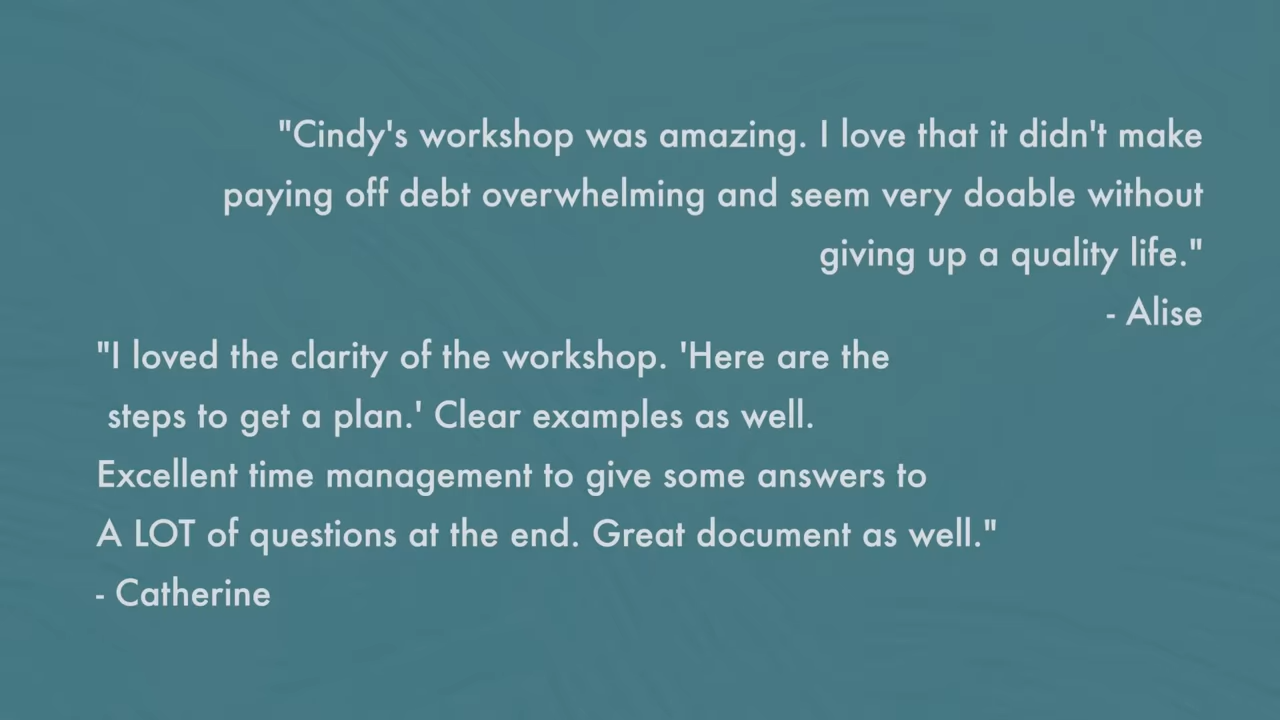 "Cindy's workshop was amazing. I love that it didn't make
paying off debt overwhelming and seem very doable without
giving up a quality life."
- Alise
"I loved the clarity of the workshop. 'Here are the
steps to get a plan.' Clear examples as well.
Excellent time management to give some answers to
A LOT of questions at the end. Great document as well."
- Catherine